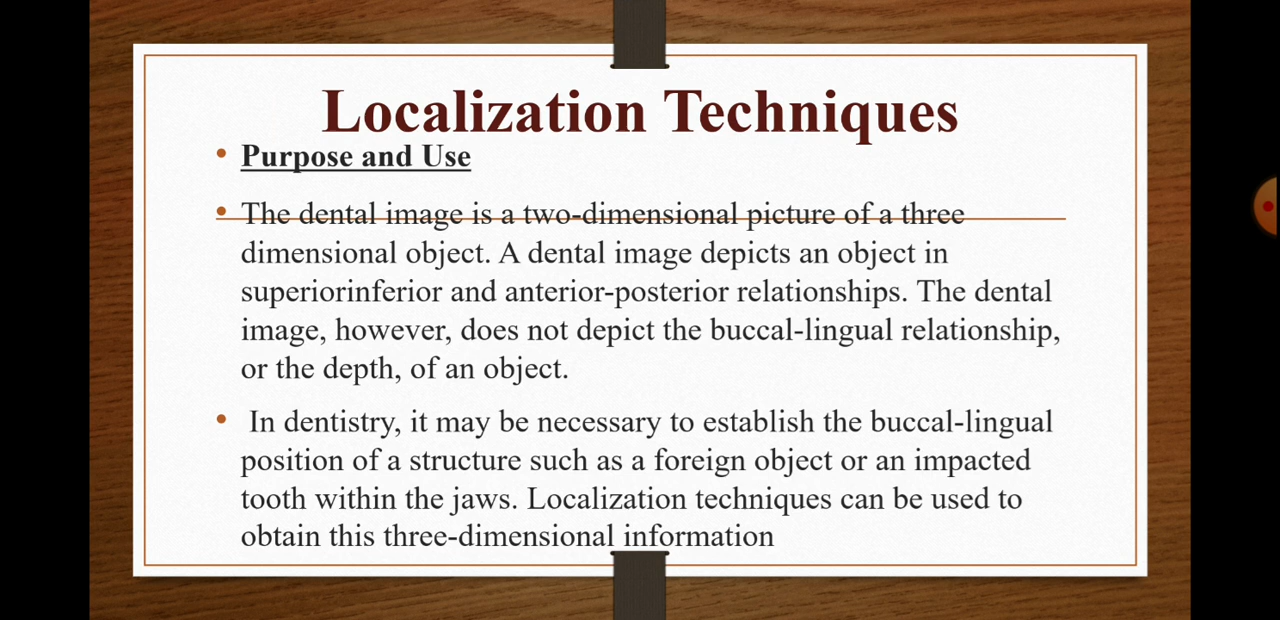 Localization Techniques
• Purpose and Use
• The dental image is a two-dimensional picture of a three
dimensional object. A dental image depicts an object in
superiorinferior and anterior-posterior relationships. The dental
image, however, does not depict the buccal-lingual relationship,
or the depth, of an object.
• In dentistry, it may be necessary to establish the buccal-lingual
position of a structure such as a foreign object or an impacted
tooth within the jaws. Localization techniques can be used to
obtain this three-dimensional information